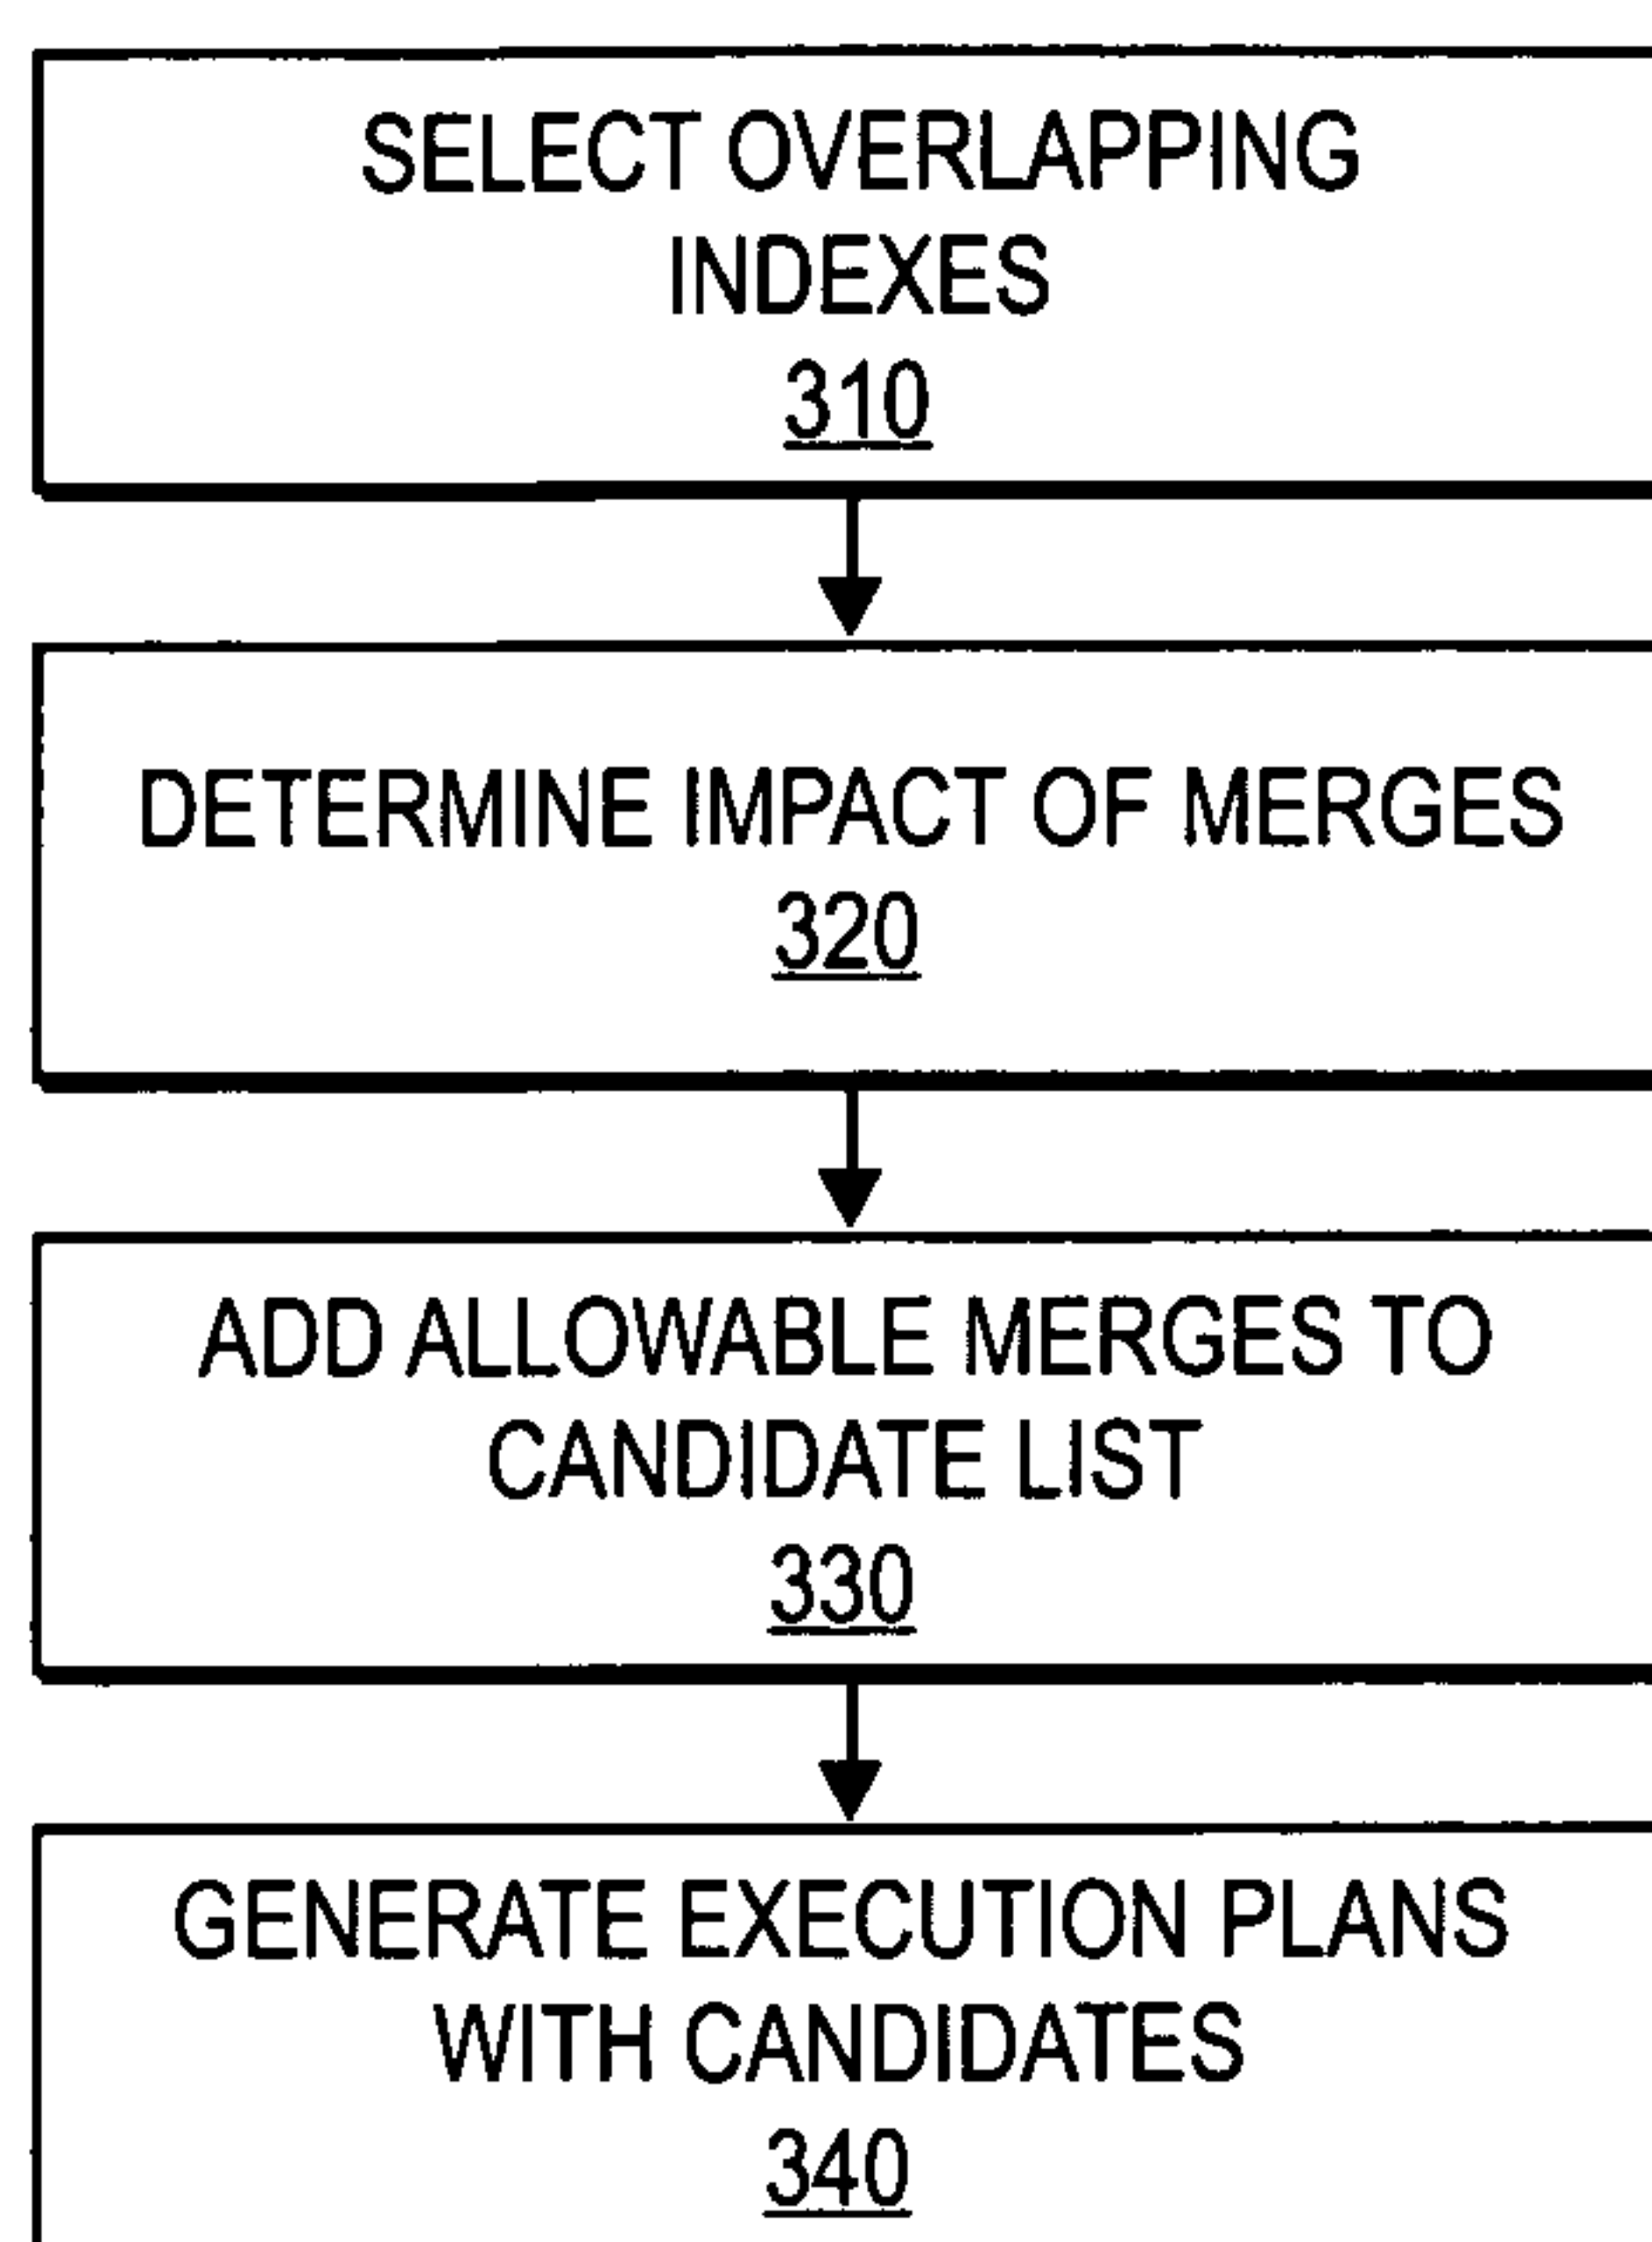 SELECT OVERLAPPING
INDEXES
310
DETERMINE IMPACT OF MERGES
320
ADD ALLOWABLE MERGES TO
CANDIDATE LIST
330
GENERATE EXECUTION PLANS
WITH CANDIDATES
340